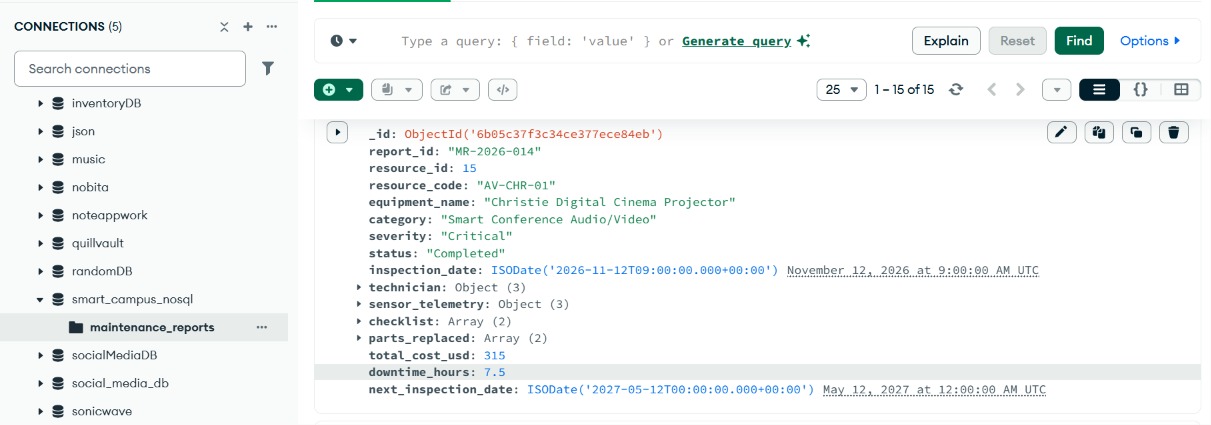 CONNECTIONS (5)
Search connections
inventoryDB
json
music
nobita
noteappwork
quillvault
randomDB
smart_campus_nosql
maintenance_reports
socialMediaDB
social_media_db
sonicwave
Type a query: { field: 'value' } or Generate query
Explain
Reset
Find
Options
25
1 – 15 of 15
_id: ObjectId('6b05c37f3c34ce377ece84eb')
report_id: "MR-2026-014"
resource_id: 15
resource_code: "AV-CHR-01"
equipment_name: "Christie Digital Cinema Projector"
category: "Smart Conference Audio/Video"
severity: "Critical"
status: "Completed"
inspection_date: ISODate('2026-11-12T09:00:00.000+00:00') November 12, 2026 at 9:00:00 AM UTC
technician: Object (3)
sensor_telemetry: Object (3)
checklist: Array (2)
parts_replaced: Array (2)
total_cost_usd: 315
downtime_hours: 7.5
next_inspection_date: ISODate('2027-05-12T00:00:00.000+00:00') May 12, 2027 at 12:00:00 AM UTC